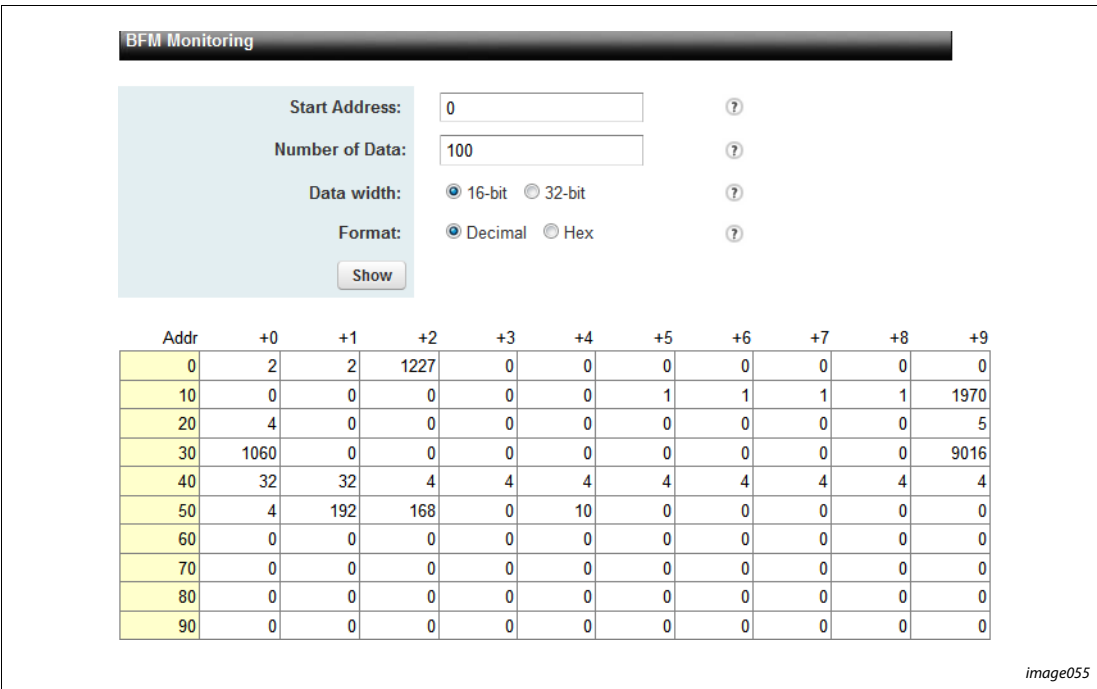 BFM Monitoring
Start Address: 0
Number of Data: 100
Data width: 16-bit 32-bit
Format: Decimal Hex
Show
Addr +0 +1 +2 +3 +4 +5 +6 +7 +8 +9
0 2 2 1227 0 0 0 0 0 0 0
10 0 0 0 0 0 1 1 1 1 1970
20 4 0 0 0 0 0 0 0 0 5
30 1060 0 0 0 0 0 0 0 0 9016
40 32 32 4 4 4 4 4 4 4 4
50 4 192 168 0 10 0 0 0 0 0
60 0 0 0 0 0 0 0 0 0 0
70 0 0 0 0 0 0 0 0 0 0
80 0 0 0 0 0 0 0 0 0 0
90 0 0 0 0 0 0 0 0 0 0
image055